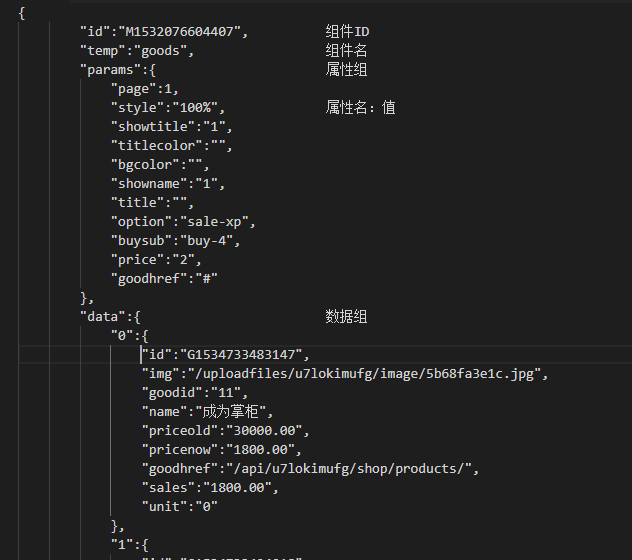 {
"id":"M1532076604407", 组件ID
"temp":"goods", 组件名
"params":{ 属性组
"page":1,
"style":"100%", 属性名: 值
"showtitle":"1",
"titlecolor":"",
"bgcolor":"",
"showname":"1",
"title":"",
"option":"sale-xp",
"buysub":"buy-4",
"price":"2",
"goodhref":"#"
},
"data":{ 数据组
"0":{
"id":"G1534733483147",
"img":"/uploadfiles/u7lokimufg/image/5b68fa3e1c.jpg",
"goodid":"11",
"name":"成为掌柜",
"priceold":"30000.00",
"pricenow":"1800.00",
"goodhref":"/api/u7lokimufg/shop/products/",
"sales":"1800.00",
"unit":"0"
},
"1":{